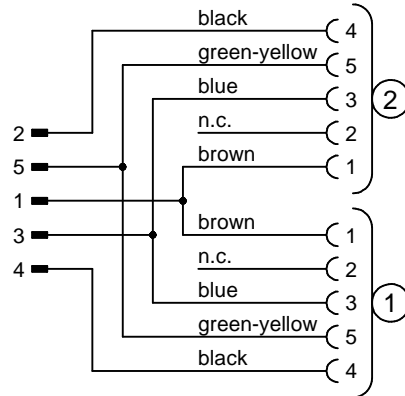 black 4
green-yellow 5
blue 3
2
2 n.c. 2
5 brown 1
1
3 brown 1
4 n.c. 2
blue 3
1
green-yellow 5
black 4